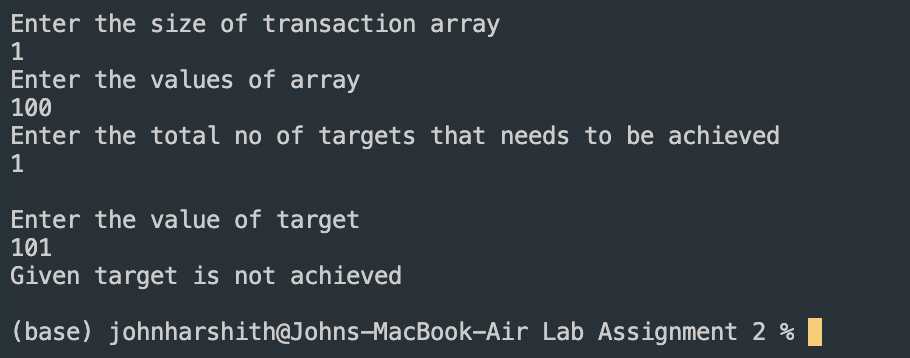 Enter the size of transaction array
1
Enter the values of array
100
Enter the total no of targets that needs to be achieved
1
Enter the value of target
101
Given target is not achieved
(base) johnharshith@Johns-MacBook-Air Lab Assignment 2 %